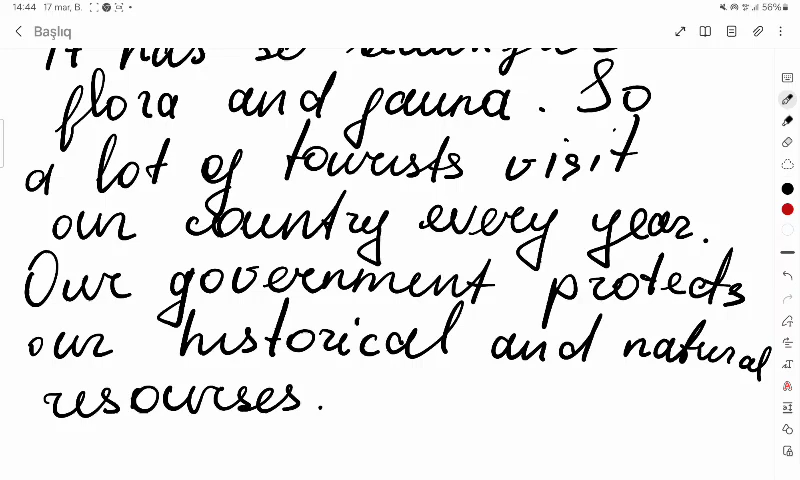 14:44 17 mar, B. 56%
Başlıq
It has
flora and fauna. So
a lot of tourists visit
our country every year.
Our government protects
our historical and natural
resourses.